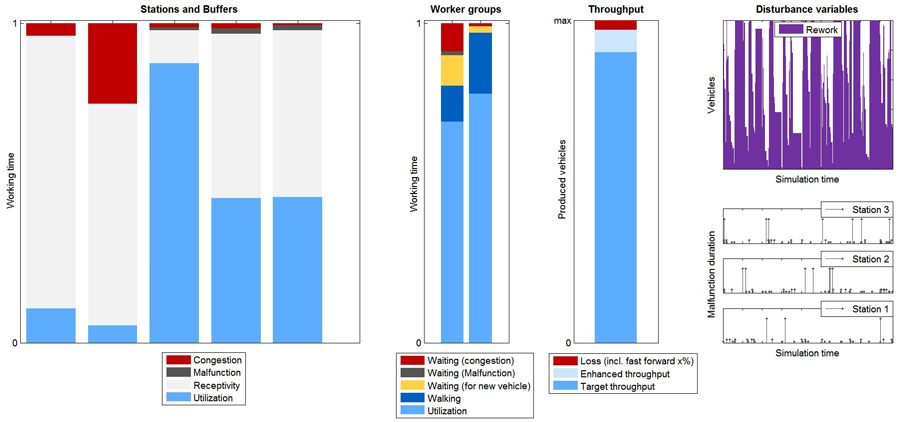 Stations and Buffers
1
Working time
0
Congestion
Malfunction
Receptivity
Utilization
Worker groups
1
Working time
0
Waiting (congestion)
Waiting (Malfunction)
Waiting (for new vehicle)
Walking
Utilization
Throughput
max
Produced vehicles
0
Loss (incl. fast forward x%)
Enhanced throughput
Target throughput
Disturbance variables
Rework
Vehicles
Simulation time
Malfunction duration
Station 3
Station 2
Station 1
Simulation time